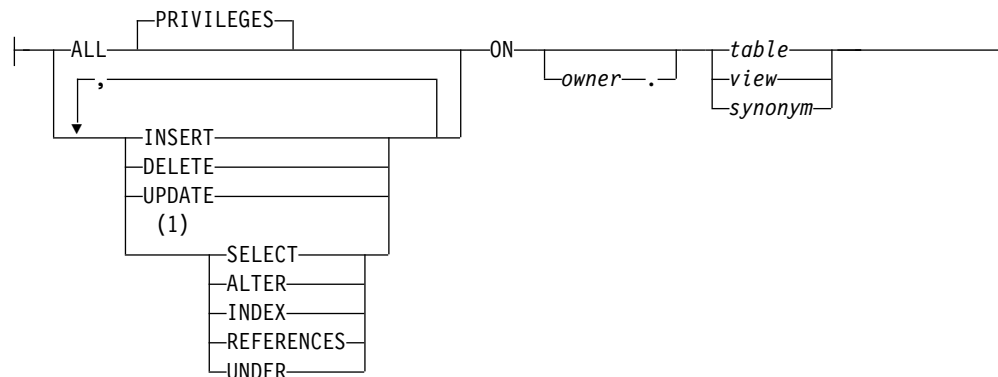 PRIVILEGES
ALL ON table
owner . view
, synonym
INSERT
DELETE
UPDATE
(1)
SELECT
ALTER
INDEX
REFERENCES
UNDER